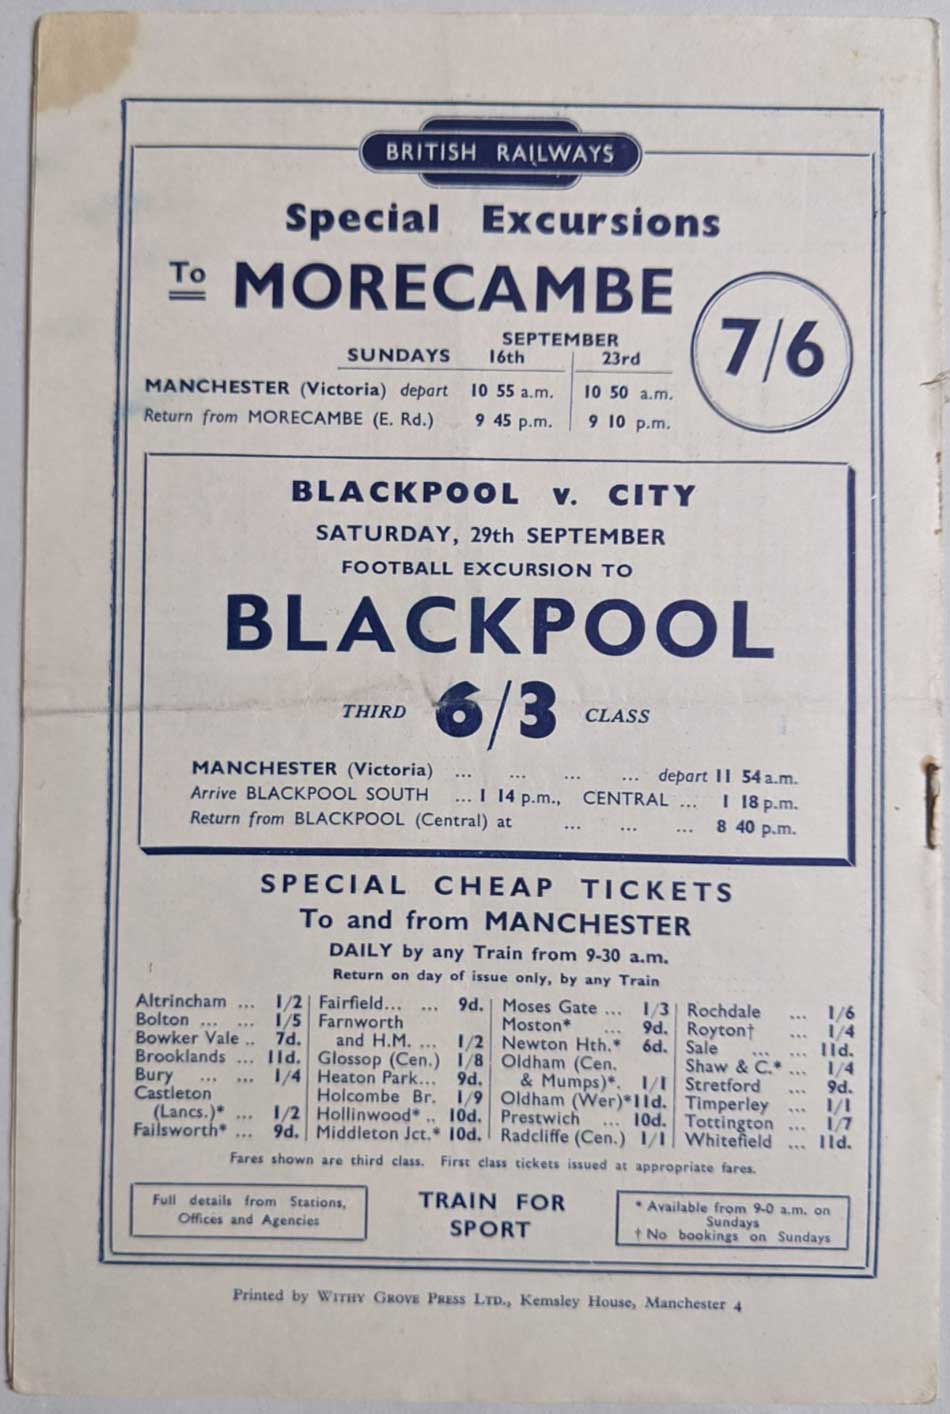 BRITISH RAILWAYS
Special Excursions
To MORECAMBE
7/6
SEPTEMBER
SUNDAYS 16th 23rd
MANCHESTER (Victoria) depart 10 55 a.m. 10 50 a.m.
Return from MORECAMBE (E. Rd.) 9 45 p.m. 9 10 p.m.
BLACKPOOL v. CITY
SATURDAY, 29th SEPTEMBER
FOOTBALL EXCURSION TO
BLACKPOOL
THIRD 6/3 CLASS
MANCHESTER (Victoria) ... ... ... ... depart 11 54 a.m.
Arrive BLACKPOOL SOUTH ... 1 14 p.m., CENTRAL ... 1 18 p.m.
Return from BLACKPOOL (Central) at ... ... ... 8 40 p.m.
SPECIAL CHEAP TICKETS
To and from MANCHESTER
DAILY by any Train from 9-30 a.m.
Return on day of issue only, by any Train
Altrincham ... 1/2
Bolton ... ... 1/5
Bowker Vale .. 7d.
Brooklands ... 11d.
Bury ... ... 1/4
Castleton
(Lancs.)* ... 1/2
Failsworth* ... 9d.
Fairfield... ... 9d.
Farnworth
and H.M. ... 1/2
Glossop (Cen.) 1/8
Heaton Park... 9d.
Holcombe Br. 1/9
Hollinwood* .. 10d.
Middleton Jct.* 10d.
Moses Gate ... 1/3
Moston* ... 9d.
Newton Hth.* 6d.
Oldham (Cen.
& Mumps)*. 1/1
Oldham (Wer)* 11d.
Prestwich ... 10d.
Radcliffe (Cen.) 1/1
Rochdale ... 1/6
Royton† ... 1/4
Sale ... ... 11d.
Shaw & C.* ... 1/4
Stretford ... 9d.
Timperley ... 1/1
Tottington ... 1/7
Whitefield ... 11d.
Fares shown are third class. First class tickets issued at appropriate fares.
Full details from Stations,
Offices and Agencies
TRAIN FOR
SPORT
* Available from 9-0 a.m. on
Sundays
† No bookings on Sundays
Printed by WITHY GROVE PRESS LTD., Kemsley House, Manchester 4